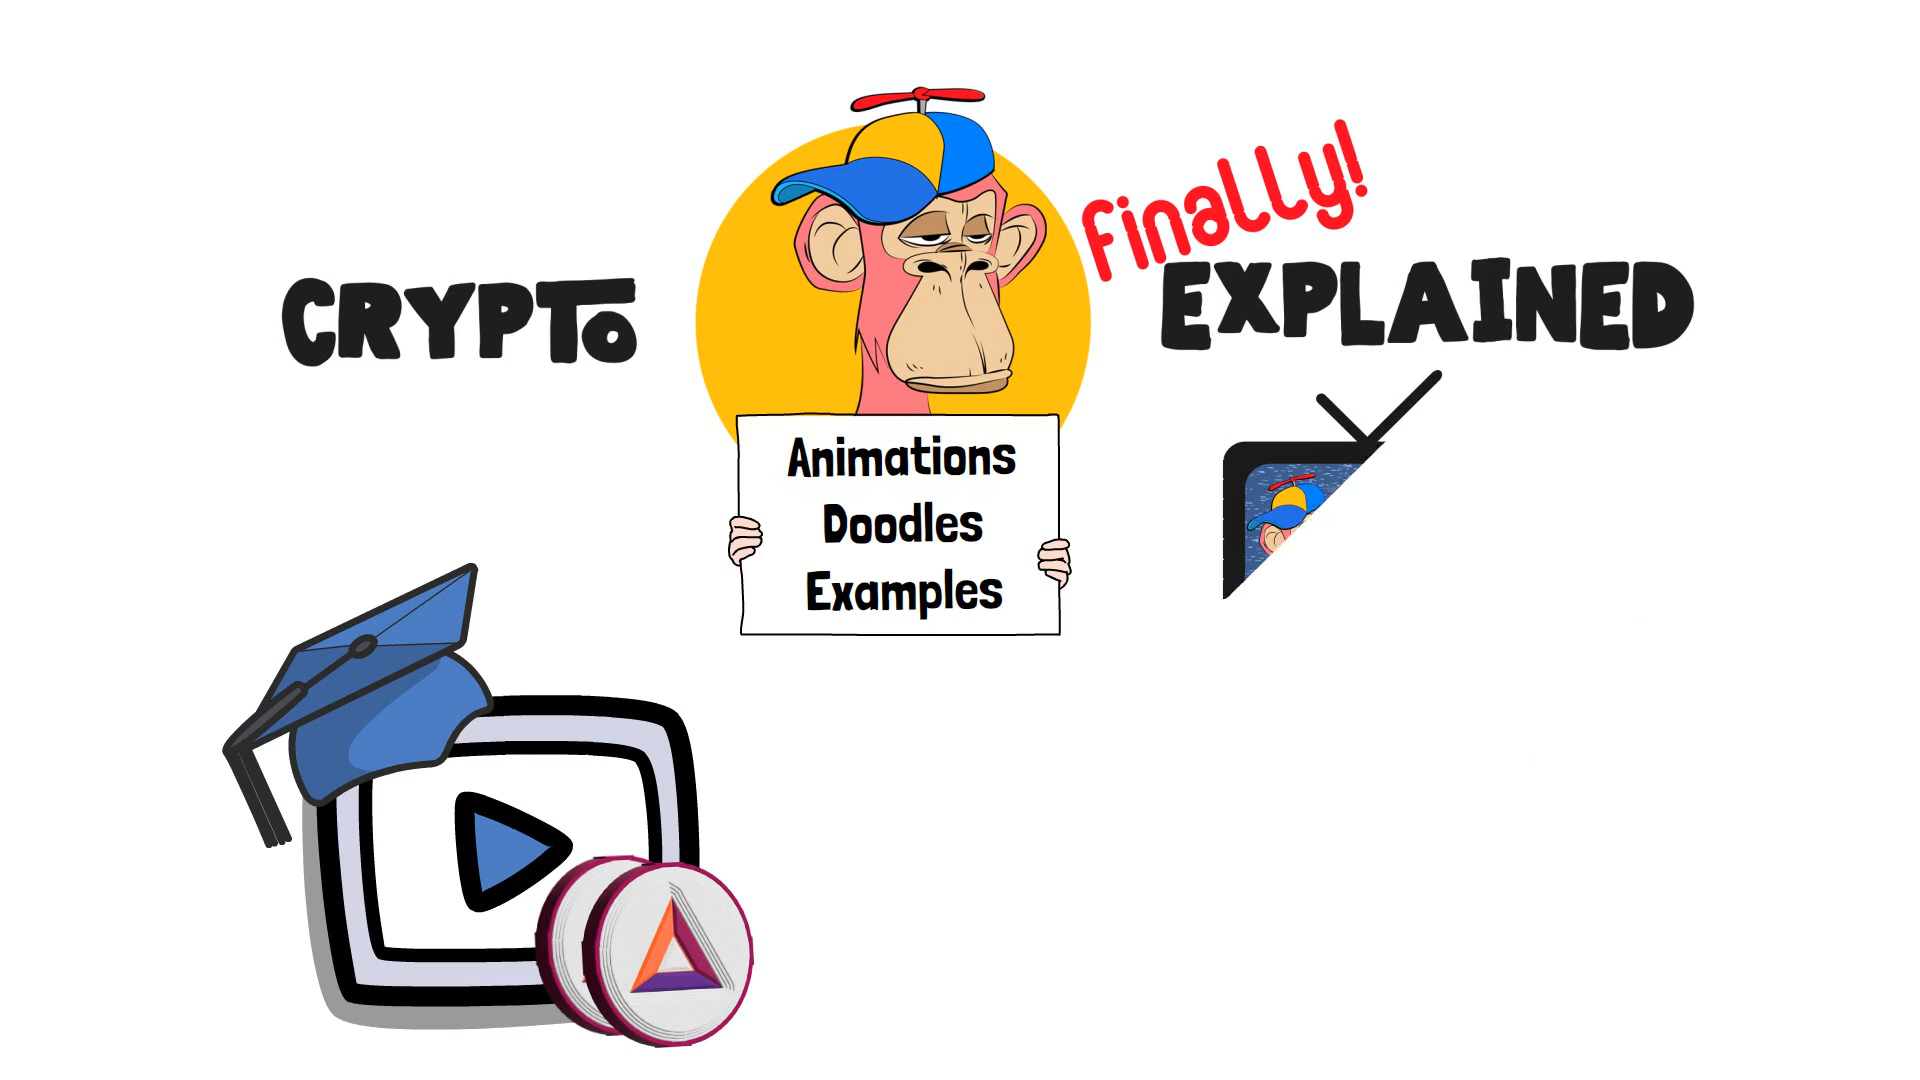 CRYPTO
Finally!
EXPLAINED
Animations
Doodles
Examples